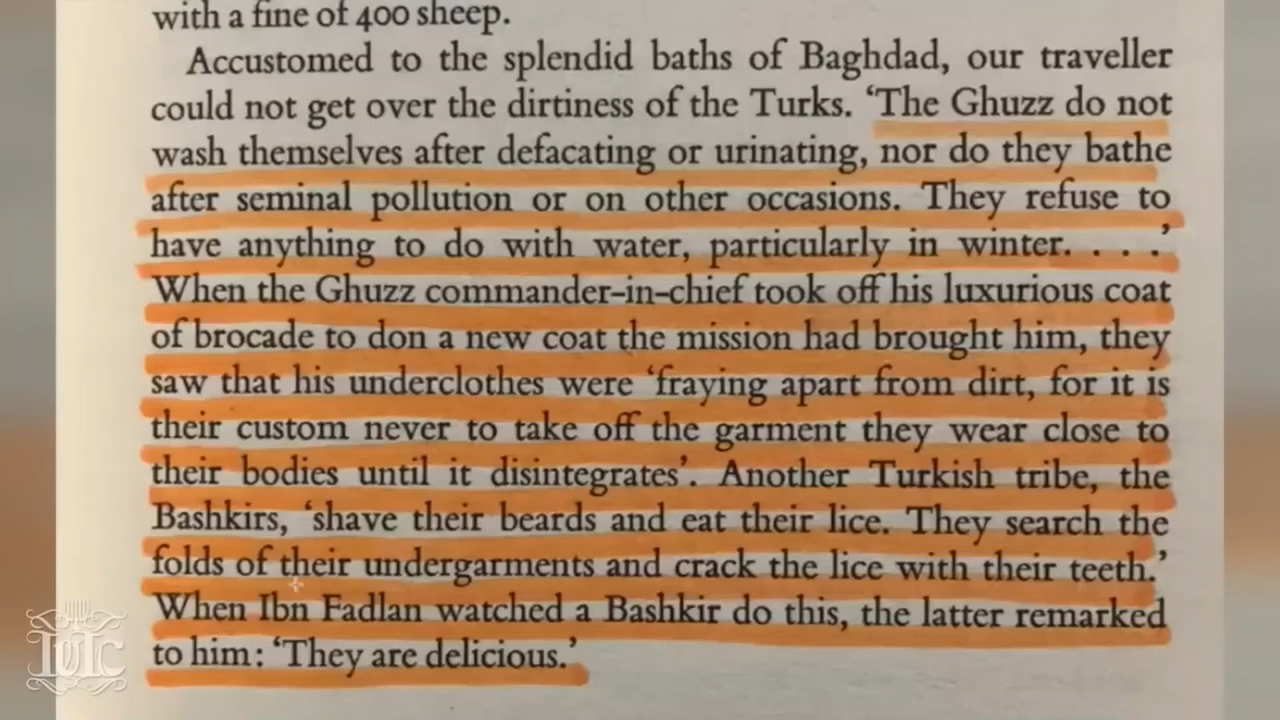 with a fine of 400 sheep.
Accustomed to the splendid baths of Baghdad, our traveller
could not get over the dirtiness of the Turks. ‘The Ghuzz do not
wash themselves after defacating or urinating, nor do they bathe
after seminal pollution or on other occasions. They refuse to
have anything to do with water, particularly in winter. . . .’
When the Ghuzz commander-in-chief took off his luxurious coat
of brocade to don a new coat the mission had brought him, they
saw that his underclothes were ‘fraying apart from dirt, for it is
their custom never to take off the garment they wear close to
their bodies until it disintegrates’. Another Turkish tribe, the
Bashkirs, ‘shave their beards and eat their lice. They search the
folds of their undergarments and crack the lice with their teeth.’
When Ibn Fadlan watched a Bashkir do this, the latter remarked
to him: ‘They are delicious.’
IUIC